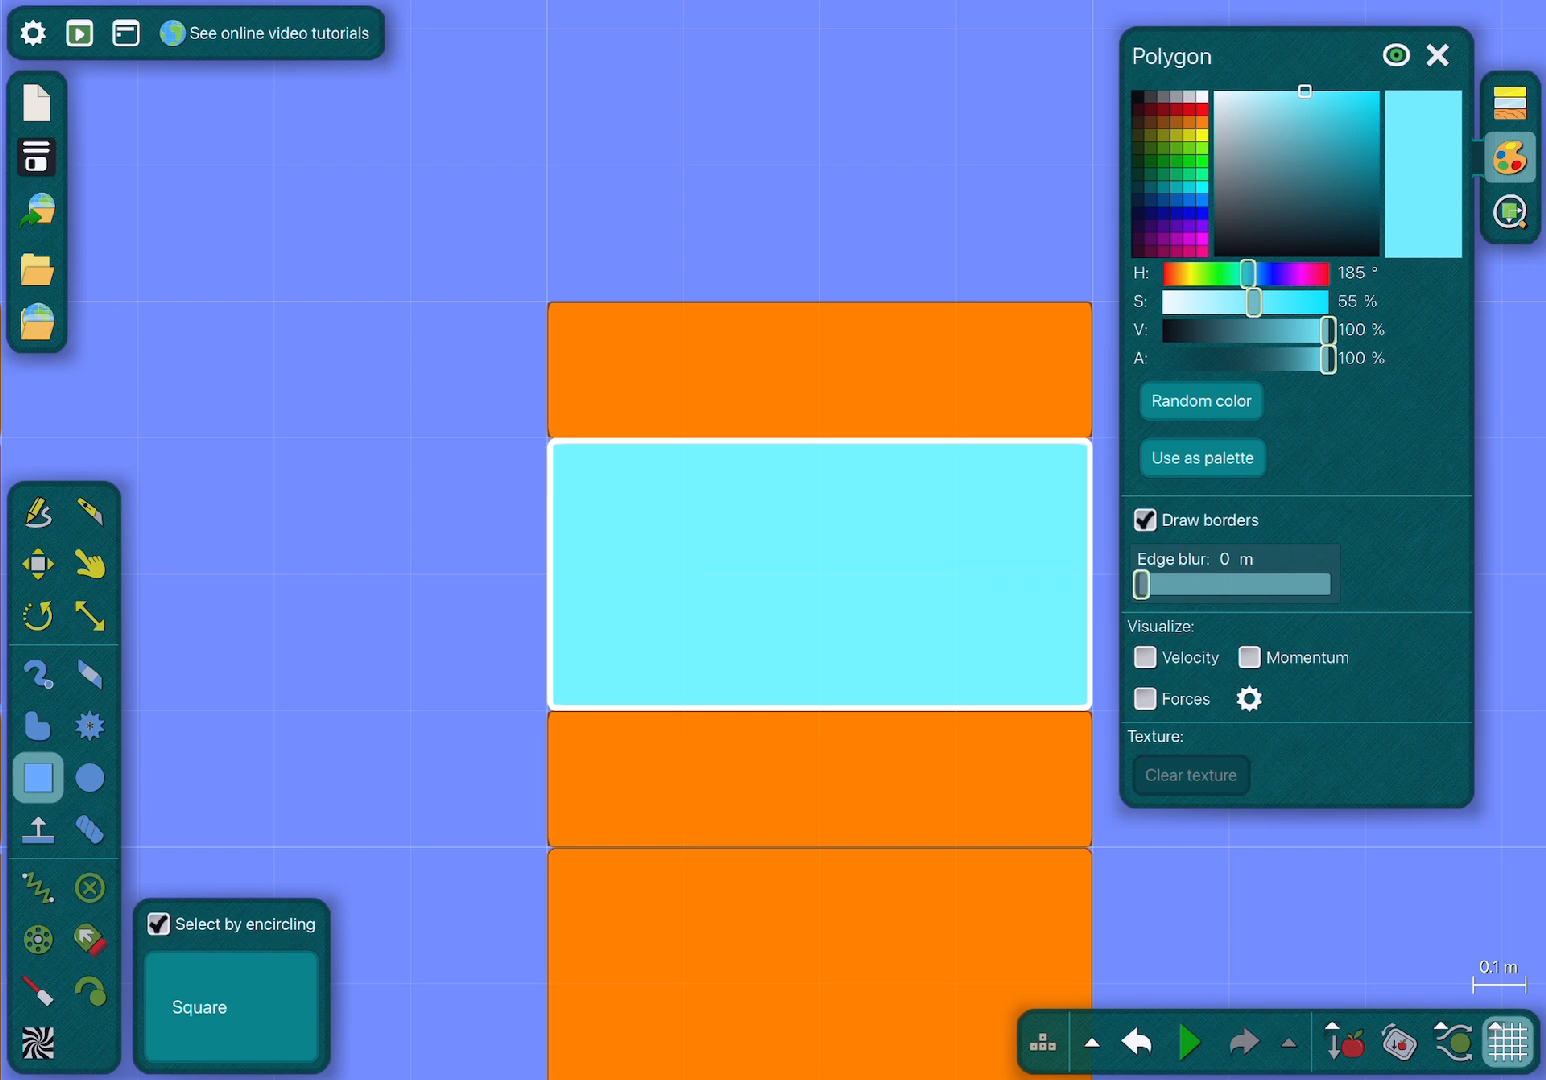 See online video tutorials
Polygon
H: 185 °
S: 55 %
V: 100 %
A: 100 %
Random color
Use as palette
Draw borders
Edge blur: 0 m
Visualize:
Velocity
Momentum
Forces
Texture:
Clear texture
Select by encircling
Square
0.1 m